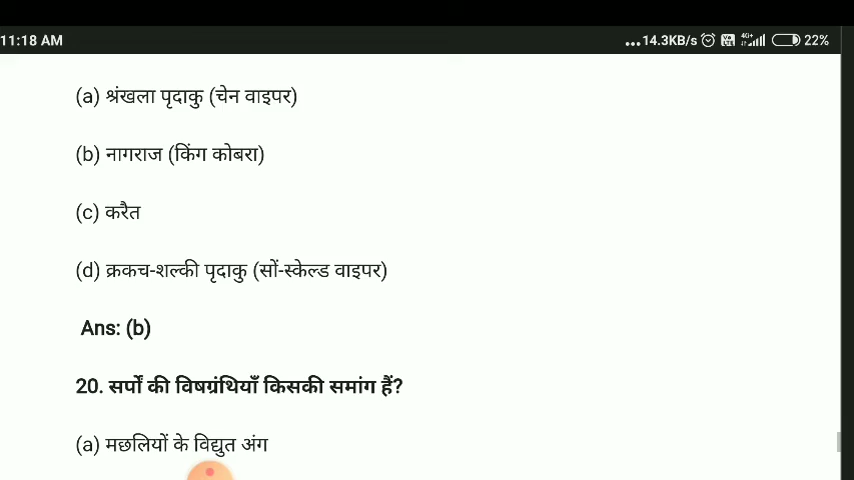 11:18 AM
...14.3KB/s 4G+ 22%
(a) श्रंखला पृदाकु (चेन वाइपर)
(b) नागराज (किंग कोबरा)
(c) करैत
(d) क्रकच-शल्की पृदाकु (सों-स्केल्ड वाइपर)
Ans: (b)
20. सर्पों की विषग्रंथियाँ किसकी समांग हैं?
(a) मछलियों के विद्युत अंग